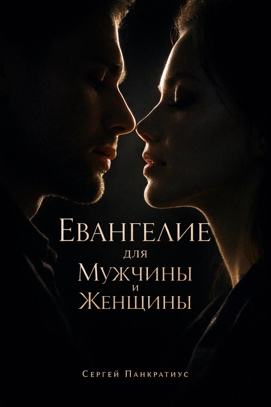 Евангелие
для
Мужчины
и
Женщины
Сергей Панкратиус